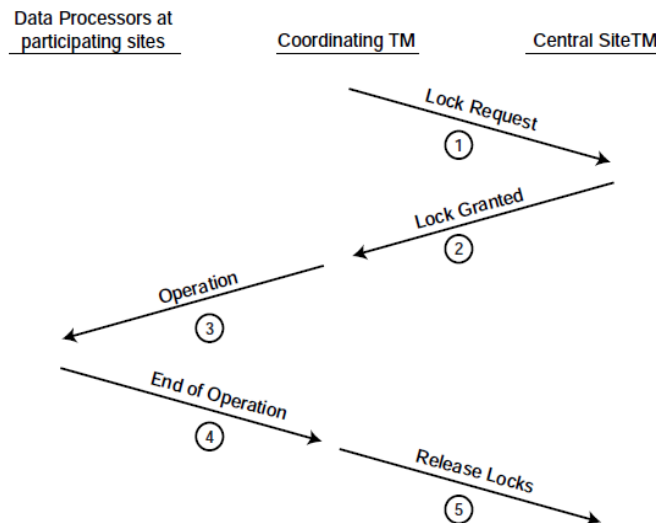 Data Processors at
participating sites
Coordinating TM
Central SiteTM
Lock Request
1
Lock Granted
2
Operation
3
End of Operation
4
Release Locks
5